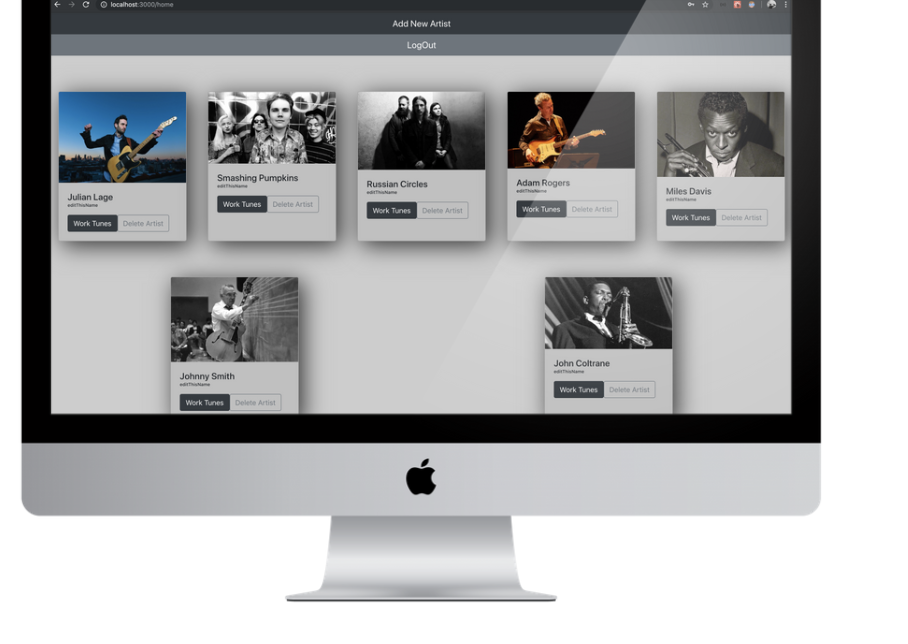 localhost:3000/home
Add New Artist
LogOut
Julian Lage
editThisName
Work Tunes Delete Artist
Smashing Pumpkins
editThisName
Work Tunes Delete Artist
Russian Circles
editThisName
Work Tunes Delete Artist
Adam Rogers
editThisName
Work Tunes Delete Artist
Miles Davis
editThisName
Work Tunes Delete Artist
Johnny Smith
editThisName
Work Tunes Delete Artist
John Coltrane
editThisName
Work Tunes Delete Artist